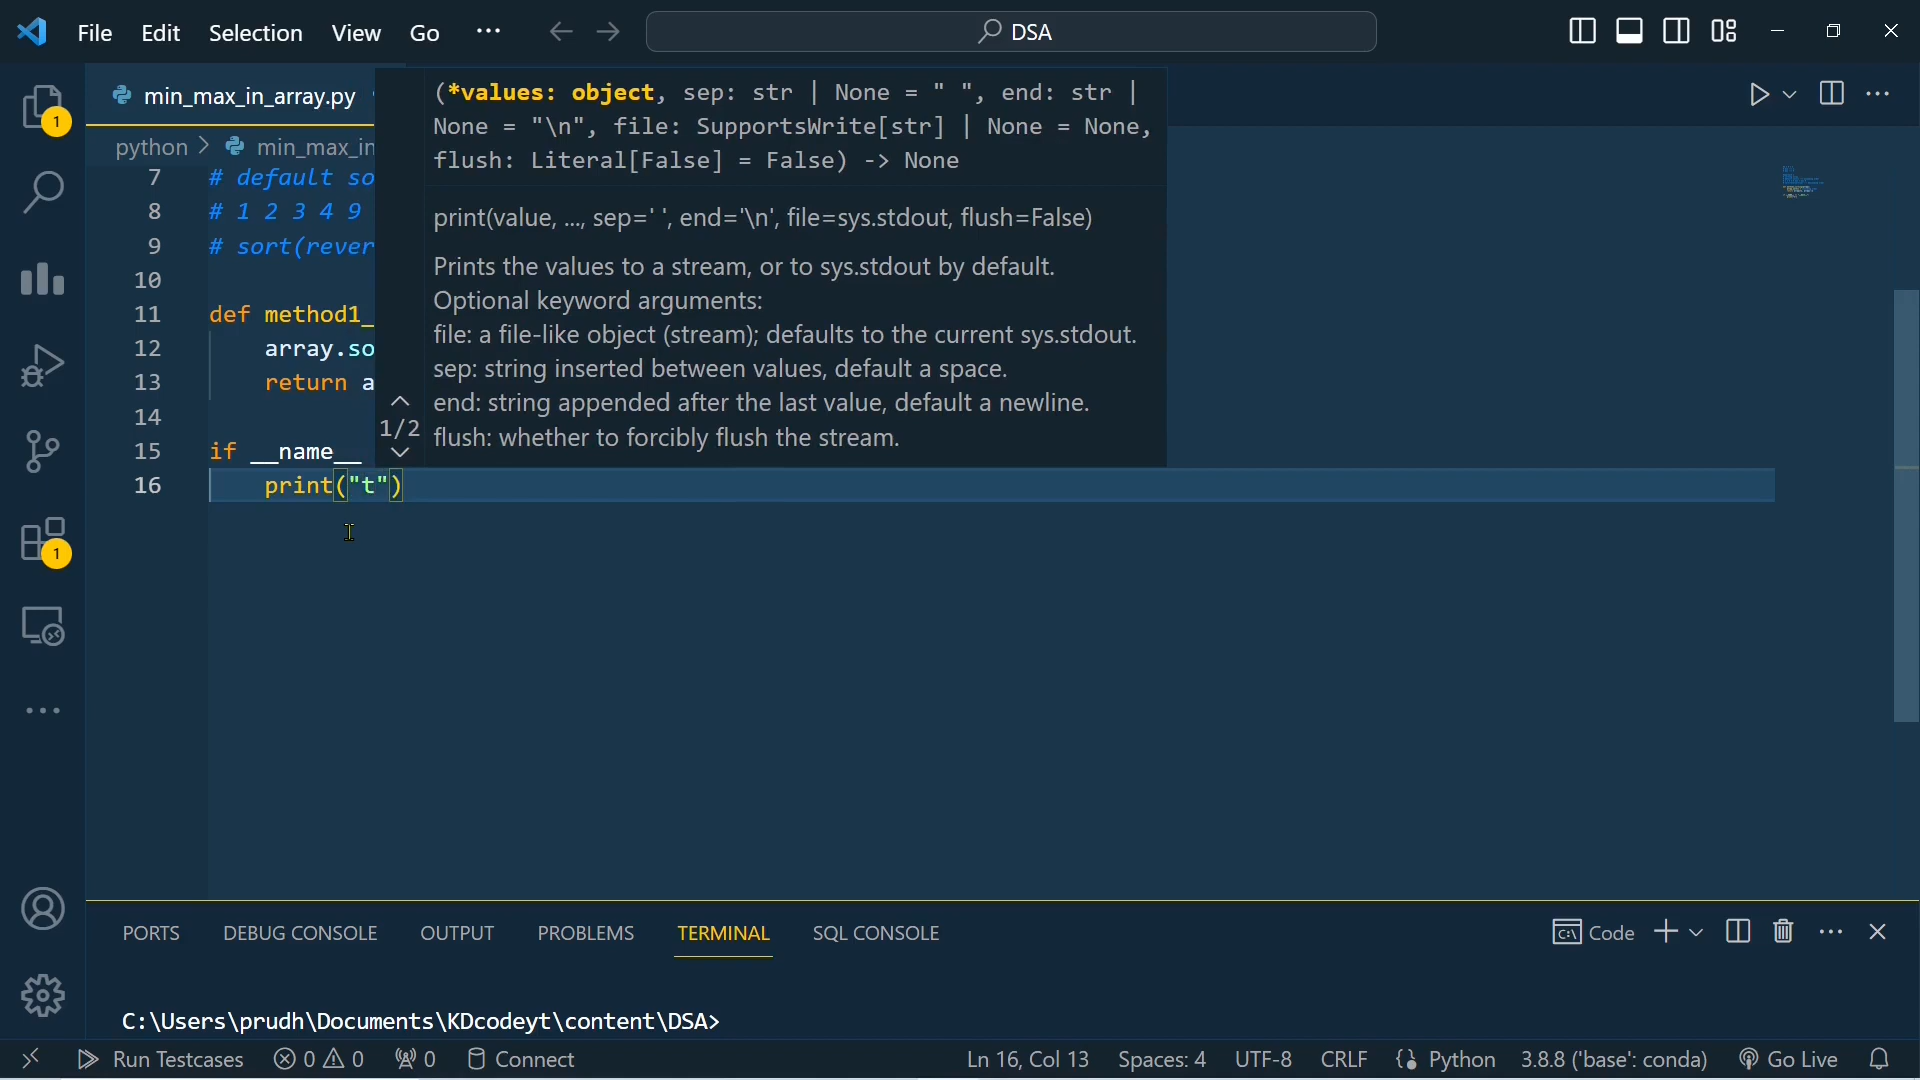 File Edit Selection View Go ...
DSA
min_max_in_array.py
python > min_max_in
(*values: object, sep: str | None = " ", end: str |
None = "\n", file: SupportsWrite[str] | None = None,
flush: Literal[False] = False) -> None
print(value, ..., sep=' ', end='\n', file=sys.stdout, flush=False)
Prints the values to a stream, or to sys.stdout by default.
Optional keyword arguments:
file: a file-like object (stream); defaults to the current sys.stdout.
sep: string inserted between values, default a space.
end: string appended after the last value, default a newline.
flush: whether to forcibly flush the stream.
1/2
7 # default so
8 # 1 2 3 4 9
9 # sort(rever
10
11 def method1_
12 array.so
13 return a
14
15 if __name__
16 print("t")
1
1
PORTS DEBUG CONSOLE OUTPUT PROBLEMS TERMINAL SQL CONSOLE
Code
C:\Users\prudh\Documents\KDcodeyt\content\DSA>
Run Testcases 0 0 0 Connect Ln 16, Col 13 Spaces: 4 UTF-8 CRLF Python 3.8.8 ('base': conda) Go Live